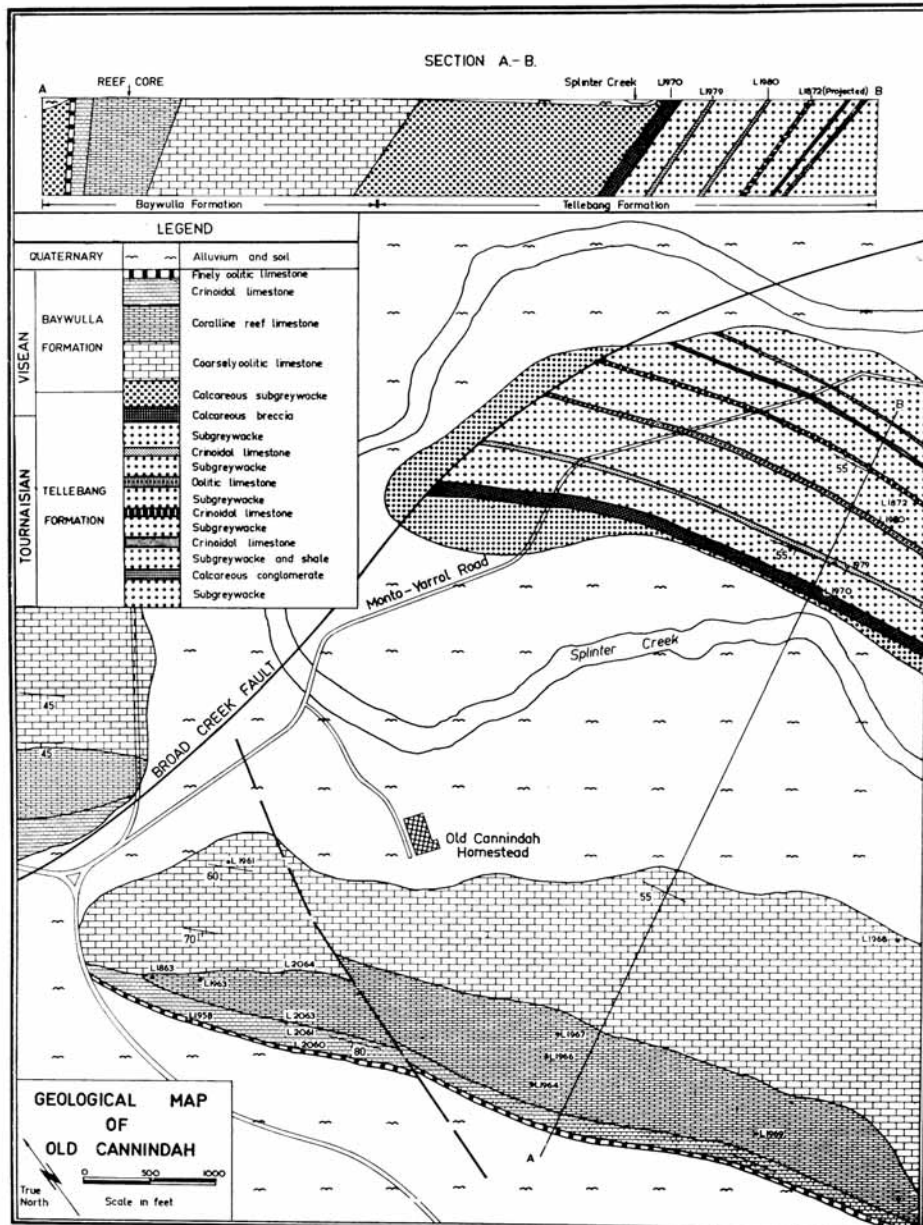 SECTION A.-B.
A
REEF CORE
Splinter Creek
L1970
L1979
L1980
L1872 (Projected)
B
Baywulla Formation
Tellebang Formation
LEGEND
QUATERNARY
Alluvium and soil
VISEAN
TOURNAISIAN
BAYWULLA
FORMATION
TELLEBANG
FORMATION
Finely oolitic limestone
Crinoidal limestone
Coralline reef limestone
Coarsely oolitic limestone
Calcareous subgreywacke
Calcareous breccia
Subgreywacke
Crinoidal limestone
Subgreywacke
Oolitic limestone
Subgreywacke
Crinoidal limestone
Subgreywacke
Crinoidal limestone
Subgreywacke and shale
Calcareous conglomerate
Subgreywacke
B
55
L1872
L1980
55
L1979
L1970
Monto-Yarrol Road
Splinter Creek
BROAD CREEK FAULT
45
45
Old Cannindah
Homestead
L1961
60
55
70
L1968
L1863
L1963
L2064
L1958
L2063
L2061
L2060
80
L1967
L1966
L1964
L1969
A
GEOLOGICAL MAP
OF
OLD CANNINDAH
0 500 1000
Scale in feet
True
North